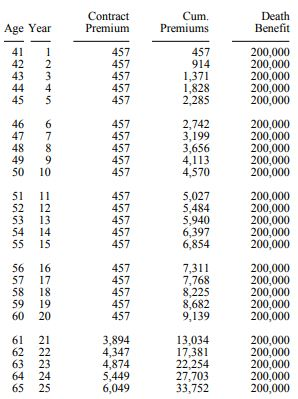 Contract Cum. Death
Age Year Premium Premiums Benefit
41 1 457 457 200,000
42 2 457 914 200,000
43 3 457 1,371 200,000
44 4 457 1,828 200,000
45 5 457 2,285 200,000
46 6 457 2,742 200,000
47 7 457 3,199 200,000
48 8 457 3,656 200,000
49 9 457 4,113 200,000
50 10 457 4,570 200,000
51 11 457 5,027 200,000
52 12 457 5,484 200,000
53 13 457 5,940 200,000
54 14 457 6,397 200,000
55 15 457 6,854 200,000
56 16 457 7,311 200,000
57 17 457 7,768 200,000
58 18 457 8,225 200,000
59 19 457 8,682 200,000
60 20 457 9,139 200,000
61 21 3,894 13,034 200,000
62 22 4,347 17,381 200,000
63 23 4,874 22,254 200,000
64 24 5,449 27,703 200,000
65 25 6,049 33,752 200,000